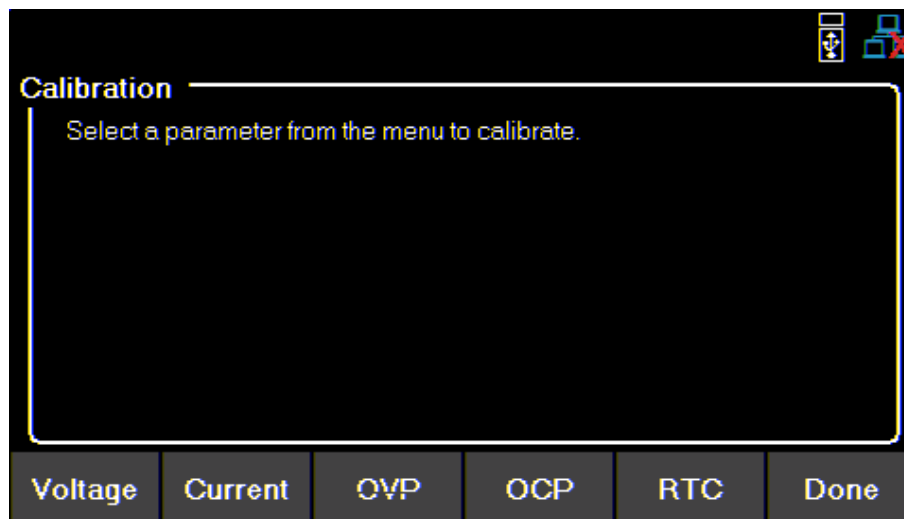 Calibration
Select a parameter from the menu to calibrate.
Voltage Current OVP OCP RTC Done